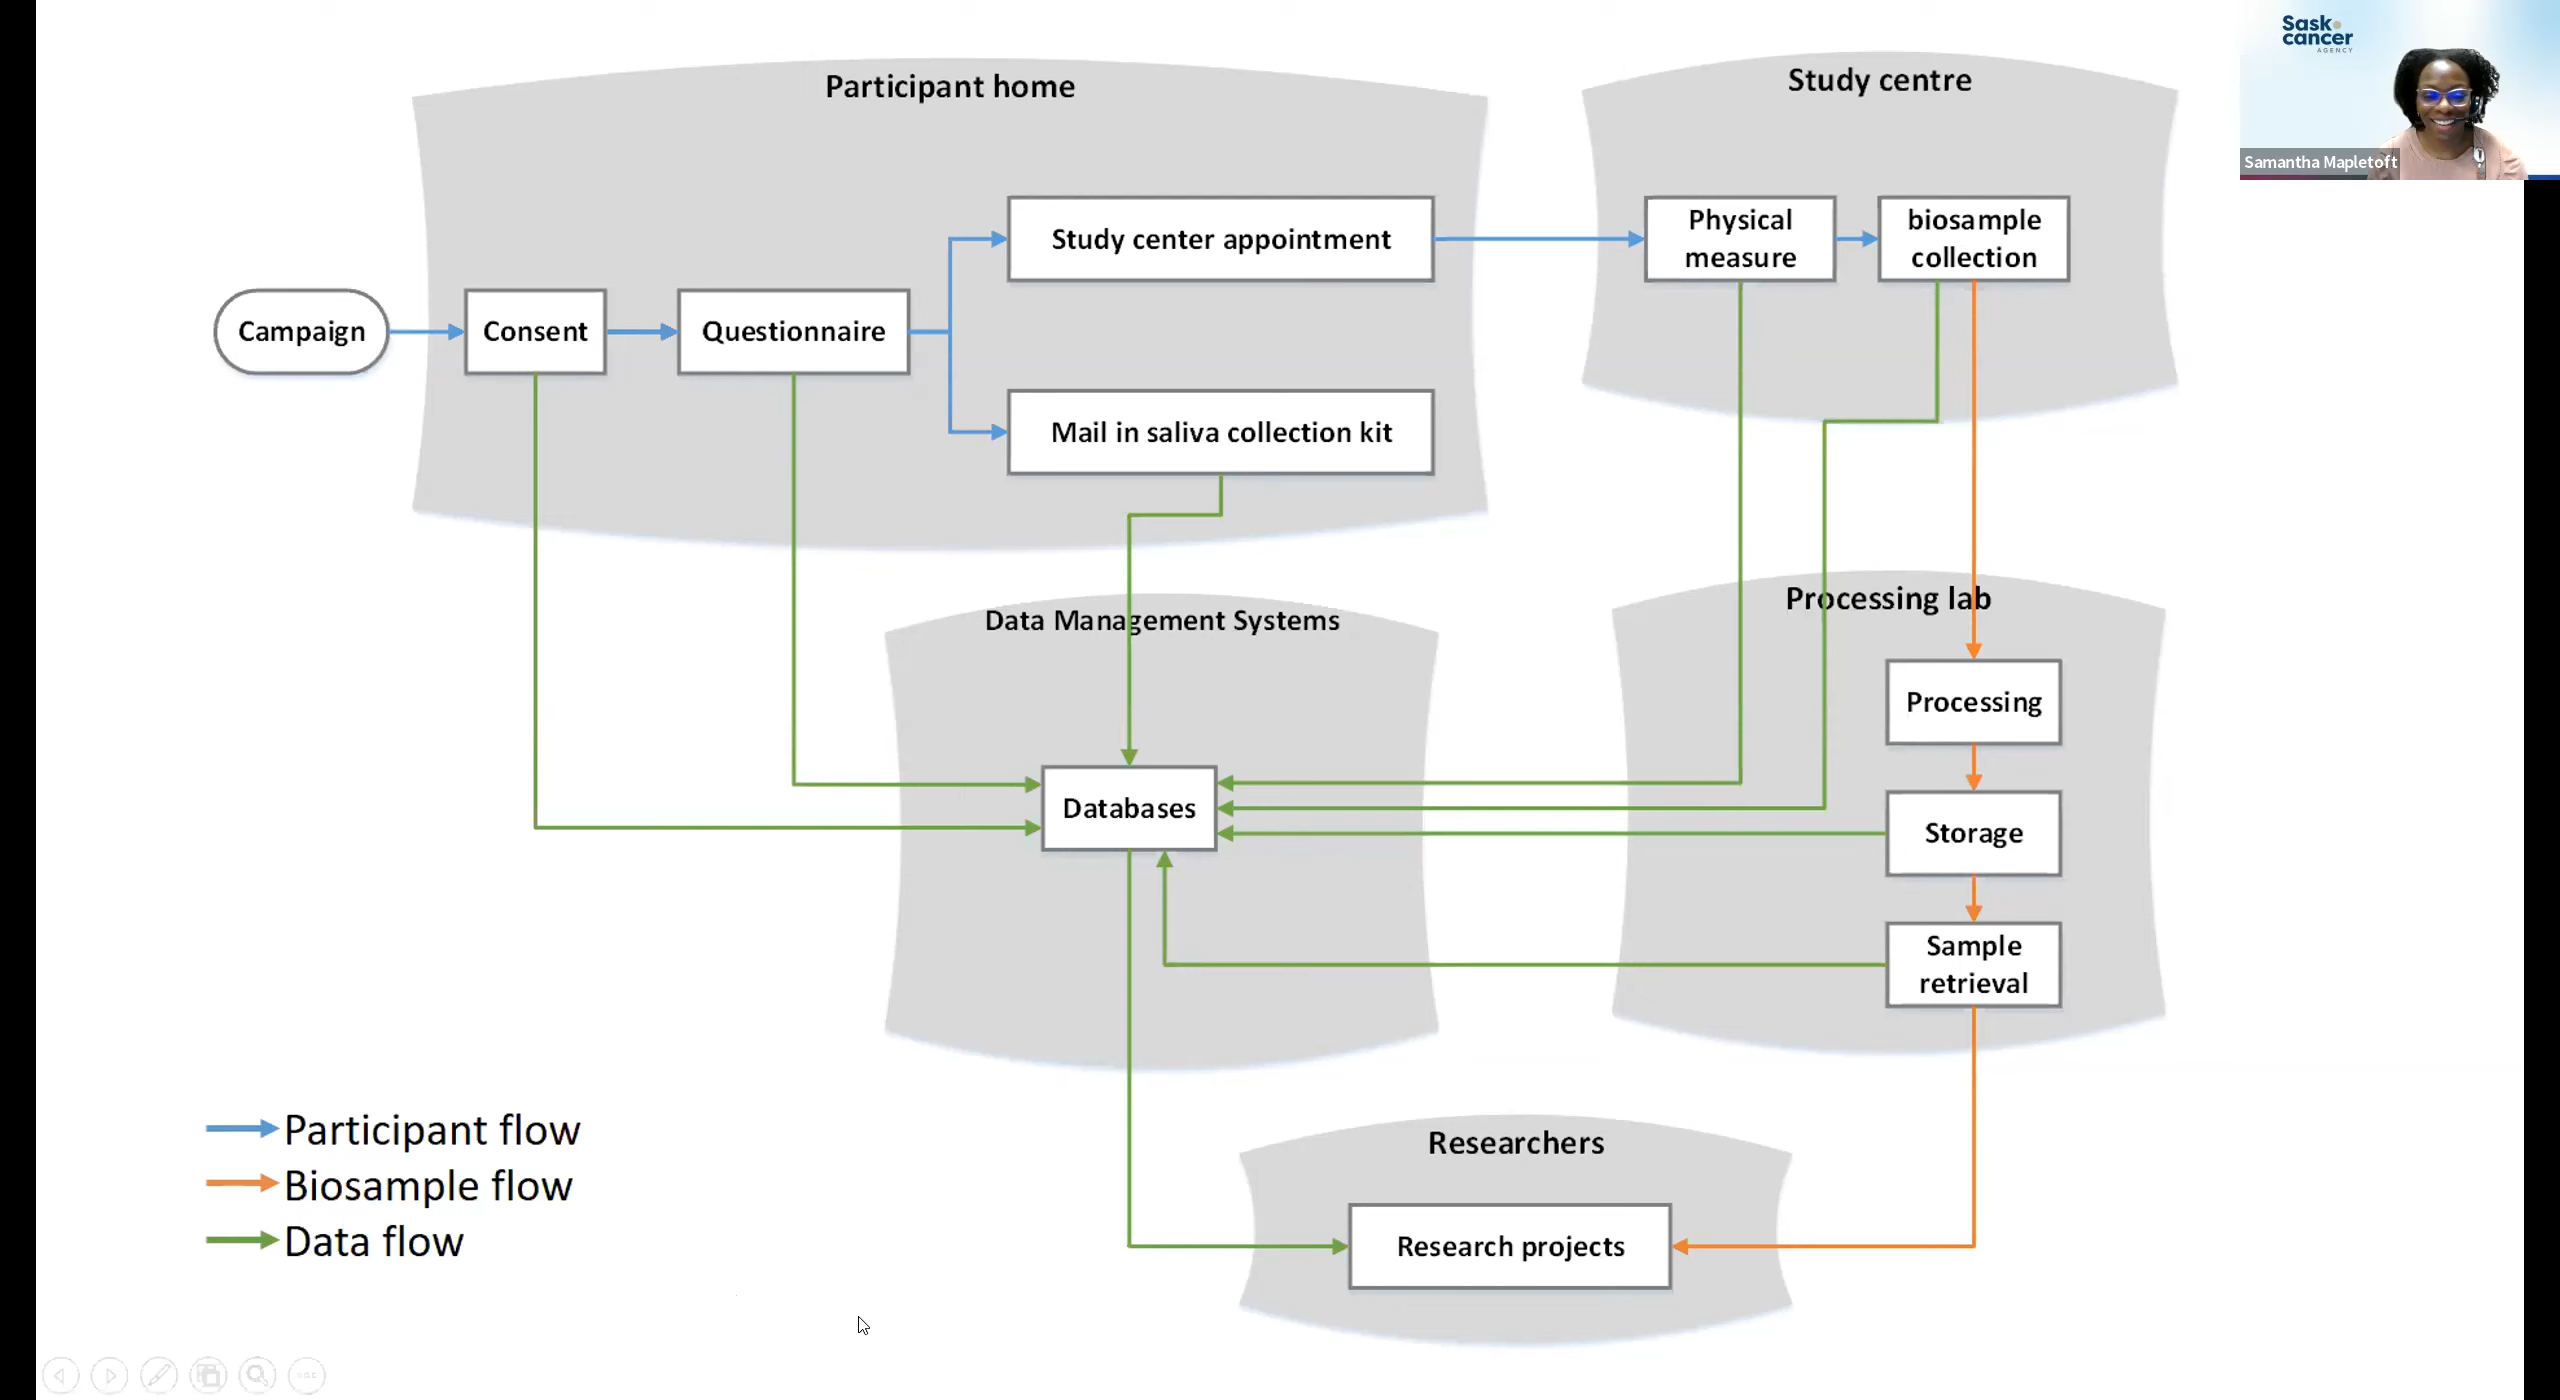 Participant home
Study centre
Sask
cancer
AGENCY
Samantha Mapletoft
Study center appointment
Physical
measure
biosample
collection
Campaign
Consent
Questionnaire
Mail in saliva collection kit
Data Management Systems
Processing lab
Processing
Databases
Storage
Sample
retrieval
Participant flow
Biosample flow
Data flow
Researchers
Research projects